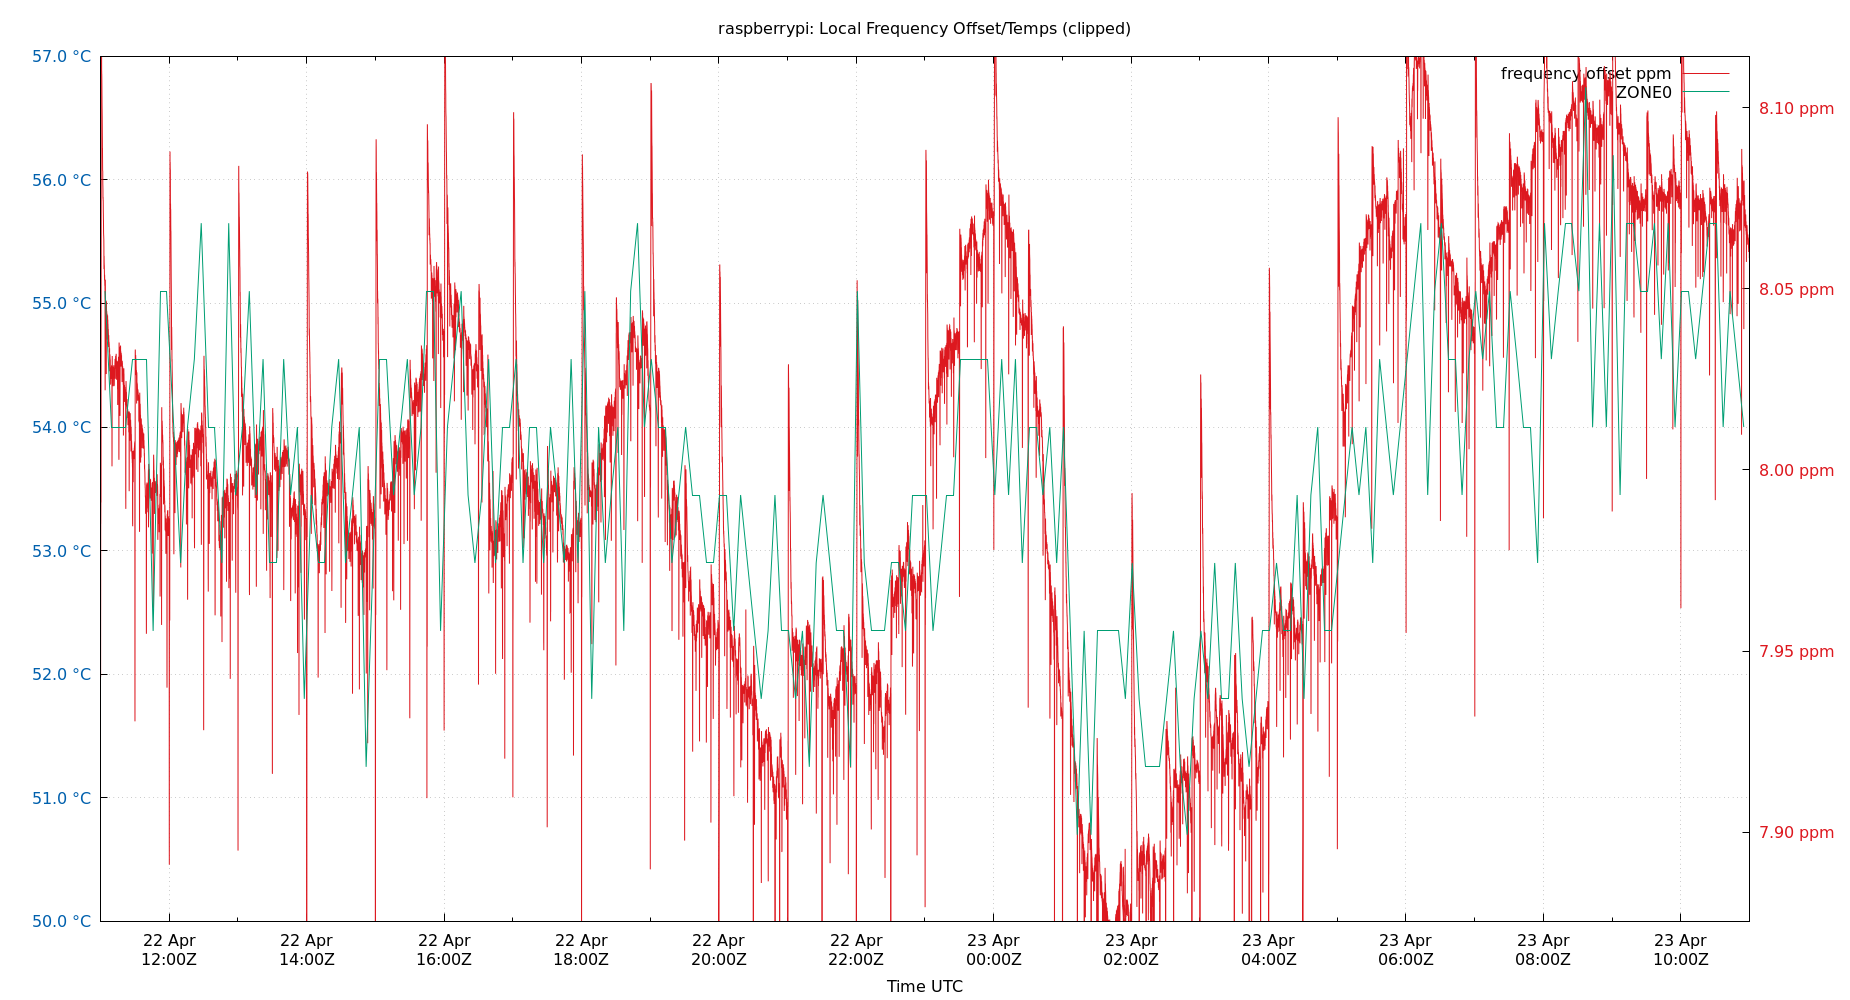 raspberrypi: Local Frequency Offset/Temps (clipped)
57.0 °C
56.0 °C
55.0 °C
54.0 °C
53.0 °C
52.0 °C
51.0 °C
50.0 °C
frequency offset ppm
ZONE0
8.10 ppm
8.05 ppm
8.00 ppm
7.95 ppm
7.90 ppm
22 Apr
12:00Z
22 Apr
14:00Z
22 Apr
16:00Z
22 Apr
18:00Z
22 Apr
20:00Z
22 Apr
22:00Z
23 Apr
00:00Z
23 Apr
02:00Z
23 Apr
04:00Z
23 Apr
06:00Z
23 Apr
08:00Z
23 Apr
10:00Z
Time UTC